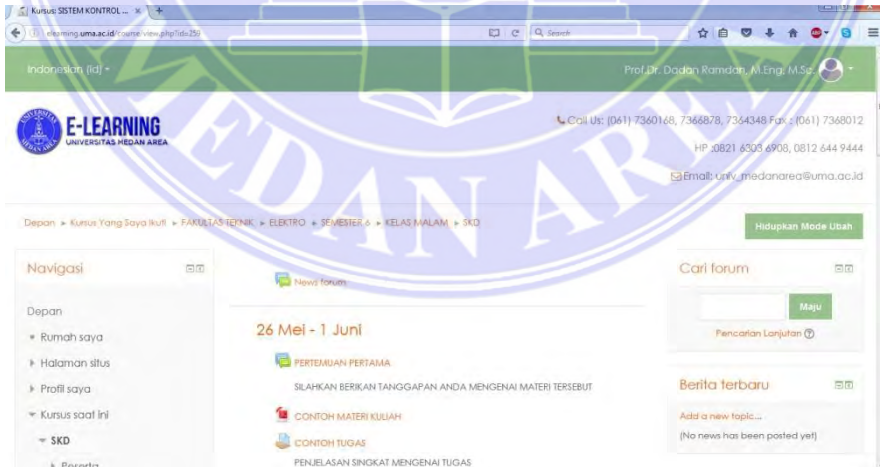 Kursus: SISTEM KONTROL ...
elearning.uma.ac.id/course/view.php?id=259
Search
Indonesian (id)
Prof.Dr. Dadan Ramdan, M.Eng, M.Sc.
E-LEARNING
UNIVERSITAS MEDAN AREA
Call Us: (061) 7360168, 7366878, 7364348 Fax.: (061) 7368012
HP :0821 6303 6908, 0812 644 9444
Email: univ_medanarea@uma.ac.id
Depan ► Kursus Yang Saya Ikuti ► FAKULTAS TEKNIK ► ELEKTRO ► SEMESTER 6 ► KELAS MALAM ► SKD
Hidupkan Mode Ubah
Navigasi
Depan
Rumah saya
Halaman situs
Profil saya
Kursus saat ini
SKD
Peserta
News forum
26 Mei - 1 Juni
PERTEMUAN PERTAMA
SILAHKAN BERIKAN TANGGAPAN ANDA MENGENAI MATERI TERSEBUT
CONTOH MATERI KULIAH
CONTOH TUGAS
PENJELASAN SINGKAT MENGENAI TUGAS
Cari forum
Maju
Pencarian Lanjutan
Berita terbaru
Add a new topic...
(No news has been posted yet)
MEDAN AREA